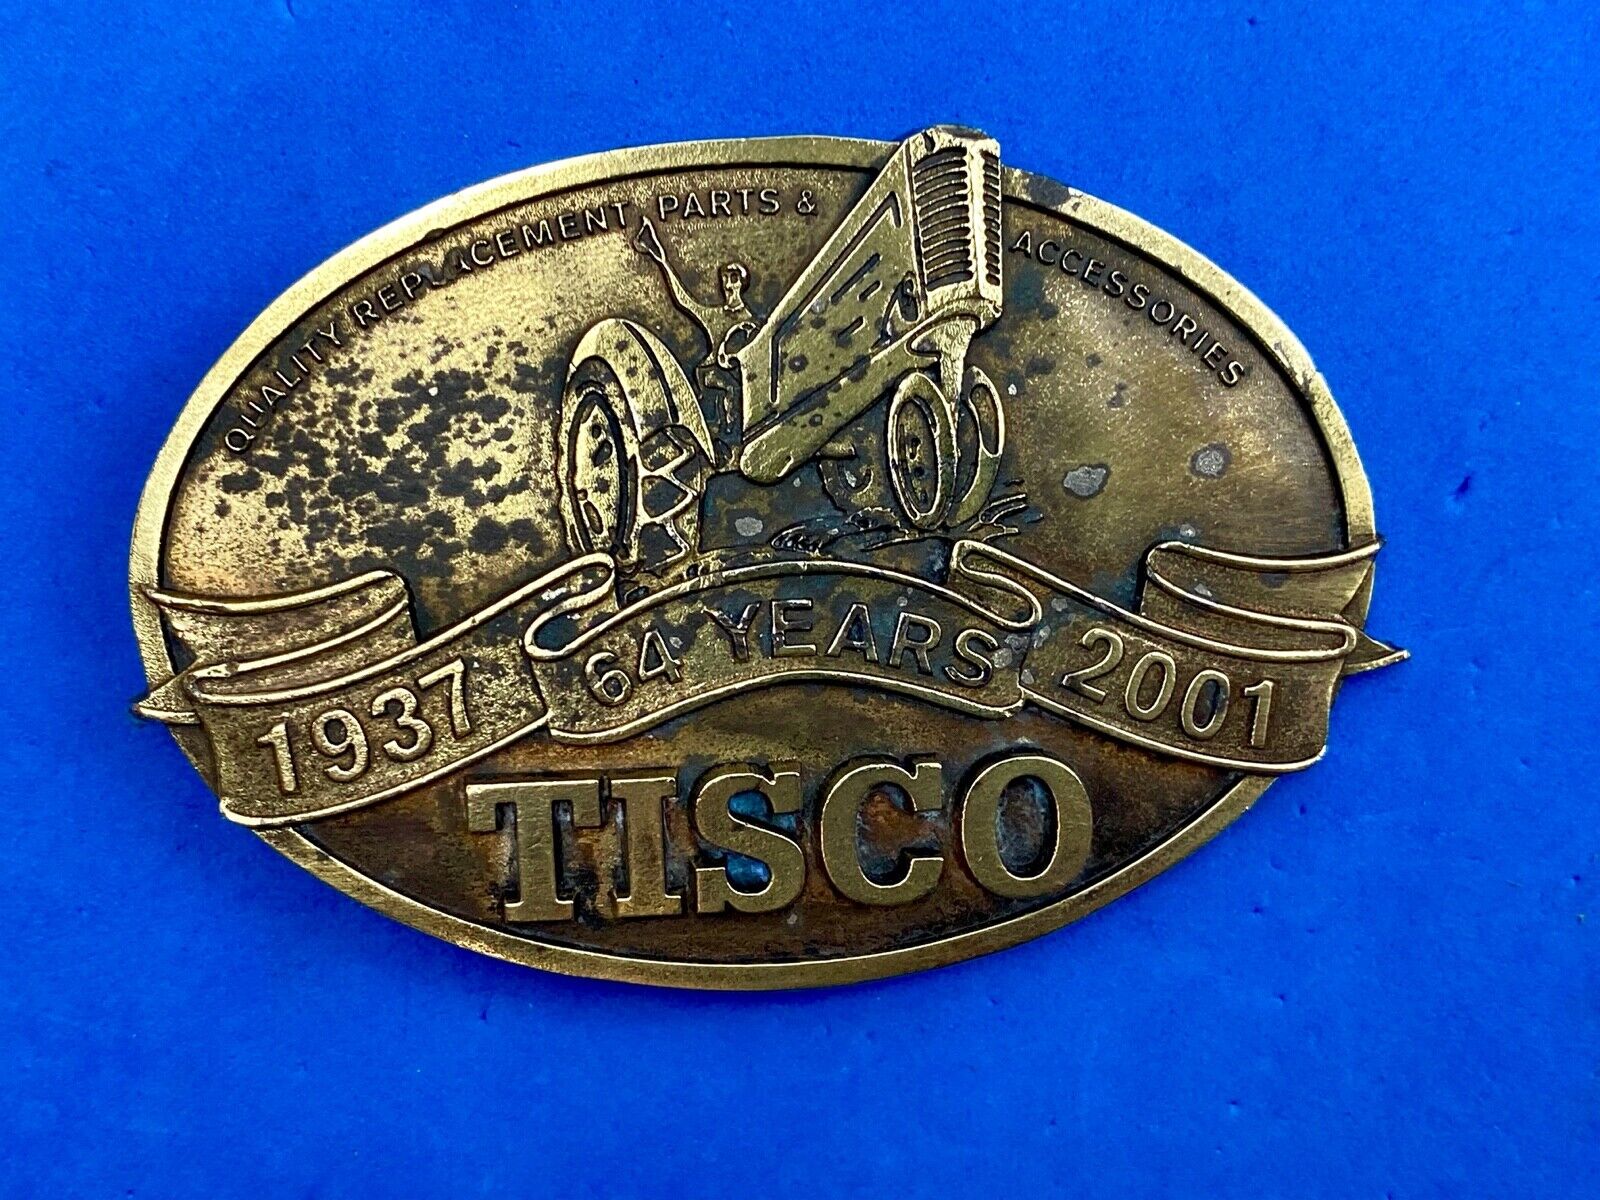 QUALITY REPLACEMENT PARTS & ACCESSORIES
1937 64 YEARS 2001
TISCO